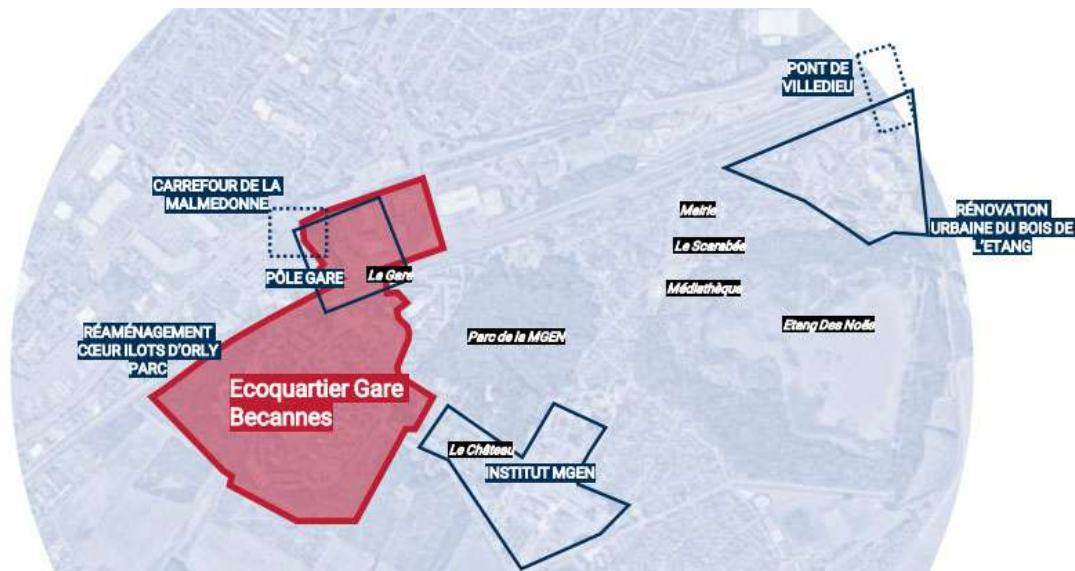 PONT DE
VILLEDIEU
CARREFOUR DE LA
MALMEDONNE
Mairie
RÉNOVATION
URBAINE DU BOIS DE
L'ETANG
Le Scarabée
PÔLE GARE
La Gare
Médiathèque
RÉAMÉNAGEMENT
CŒUR ILOTS D'ORLY
PARC
Parc de la MGEN
Etang Des Noës
Ecoquartier Gare
Becannes
Le Château
INSTITUT MGEN